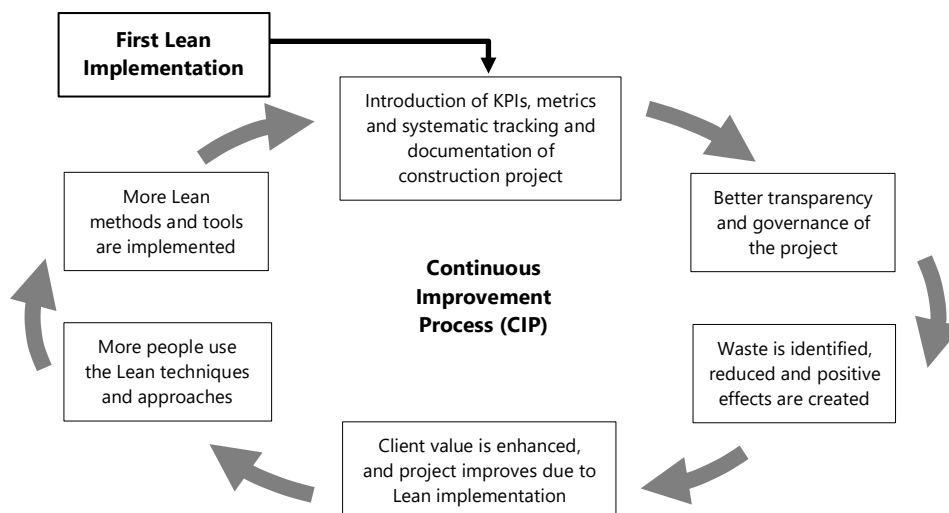 First Lean
Implementation
Introduction of KPIs, metrics
and systematic tracking and
documentation of
construction project
Better transparency
and governance of
the project
Waste is identified,
reduced and positive
effects are created
Client value is enhanced,
and project improves due to
Lean implementation
More people use
the Lean techniques
and approaches
More Lean
methods and tools
are implemented
Continuous
Improvement
Process (CIP)